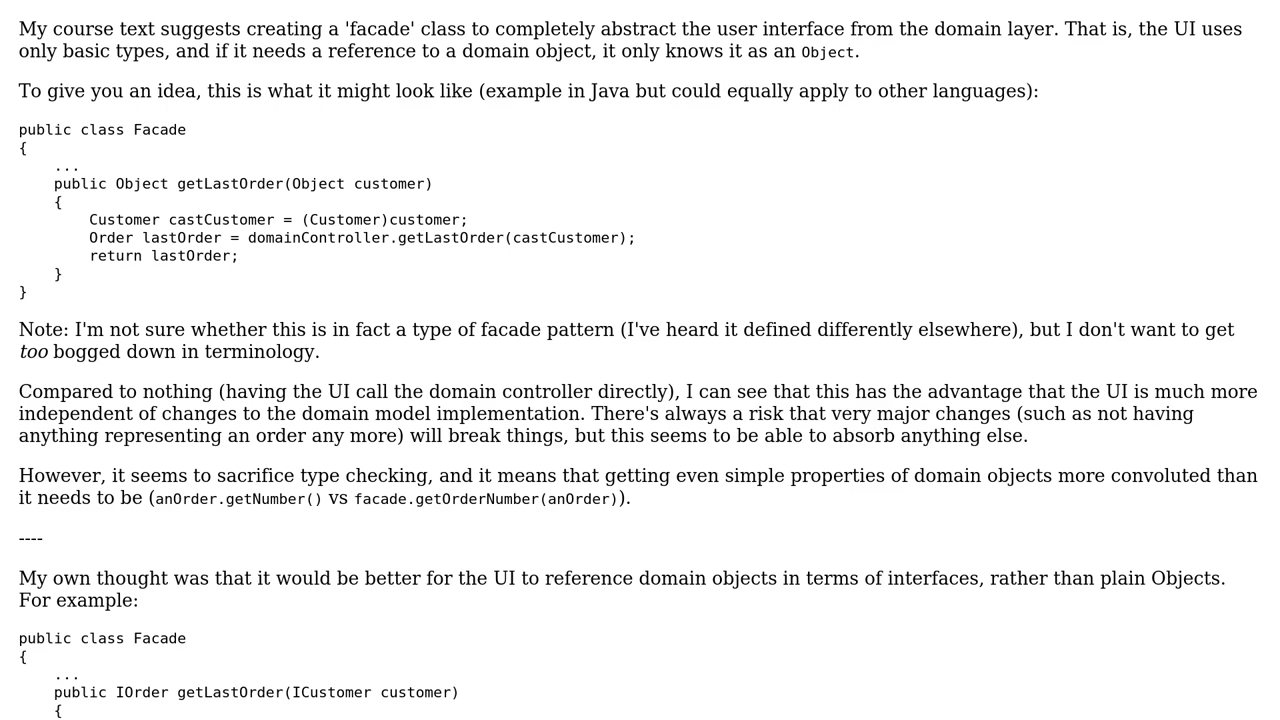 My course text suggests creating a 'facade' class to completely abstract the user interface from the domain layer. That is, the UI uses
only basic types, and if it needs a reference to a domain object, it only knows it as an Object.
To give you an idea, this is what it might look like (example in Java but could equally apply to other languages):
public class Facade
{
    ...
    public Object getLastOrder(Object customer)
    {
        Customer castCustomer = (Customer)customer;
        Order lastOrder = domainController.getLastOrder(castCustomer);
        return lastOrder;
    }
}
Note: I'm not sure whether this is in fact a type of facade pattern (I've heard it defined differently elsewhere), but I don't want to get
too bogged down in terminology.
Compared to nothing (having the UI call the domain controller directly), I can see that this has the advantage that the UI is much more
independent of changes to the domain model implementation. There's always a risk that very major changes (such as not having
anything representing an order any more) will break things, but this seems to be able to absorb anything else.
However, it seems to sacrifice type checking, and it means that getting even simple properties of domain objects more convoluted than
it needs to be (anOrder.getNumber() vs facade.getOrderNumber(anOrder)).
----
My own thought was that it would be better for the UI to reference domain objects in terms of interfaces, rather than plain Objects.
For example:
public class Facade
{
    ...
    public IOrder getLastOrder(ICustomer customer)
    {